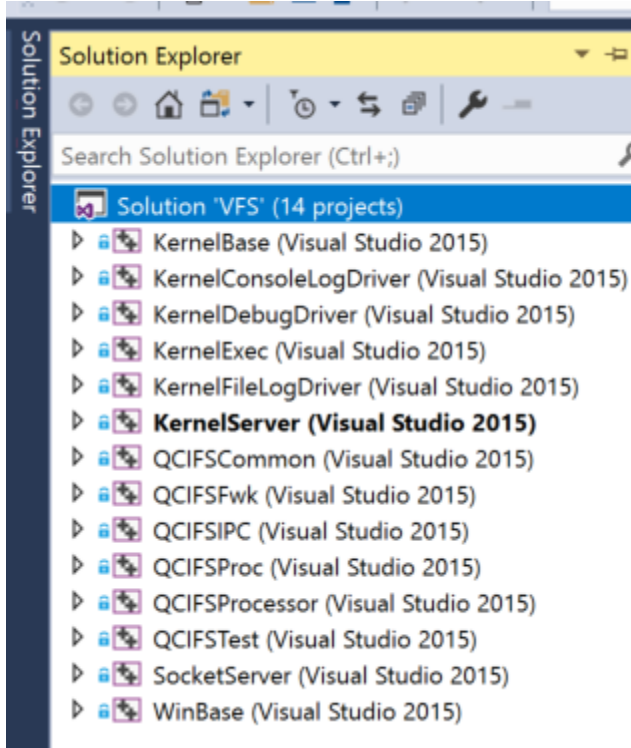 Solution Explorer
Solution Explorer
Search Solution Explorer (Ctrl+;)
Solution 'VFS' (14 projects)
KernelBase (Visual Studio 2015)
KernelConsoleLogDriver (Visual Studio 2015)
KernelDebugDriver (Visual Studio 2015)
KernelExec (Visual Studio 2015)
KernelFileLogDriver (Visual Studio 2015)
KernelServer (Visual Studio 2015)
QCIFSCommon (Visual Studio 2015)
QCIFSFwk (Visual Studio 2015)
QCIFSIPC (Visual Studio 2015)
QCIFSProc (Visual Studio 2015)
QCIFSProcessor (Visual Studio 2015)
QCIFSTest (Visual Studio 2015)
SocketServer (Visual Studio 2015)
WinBase (Visual Studio 2015)